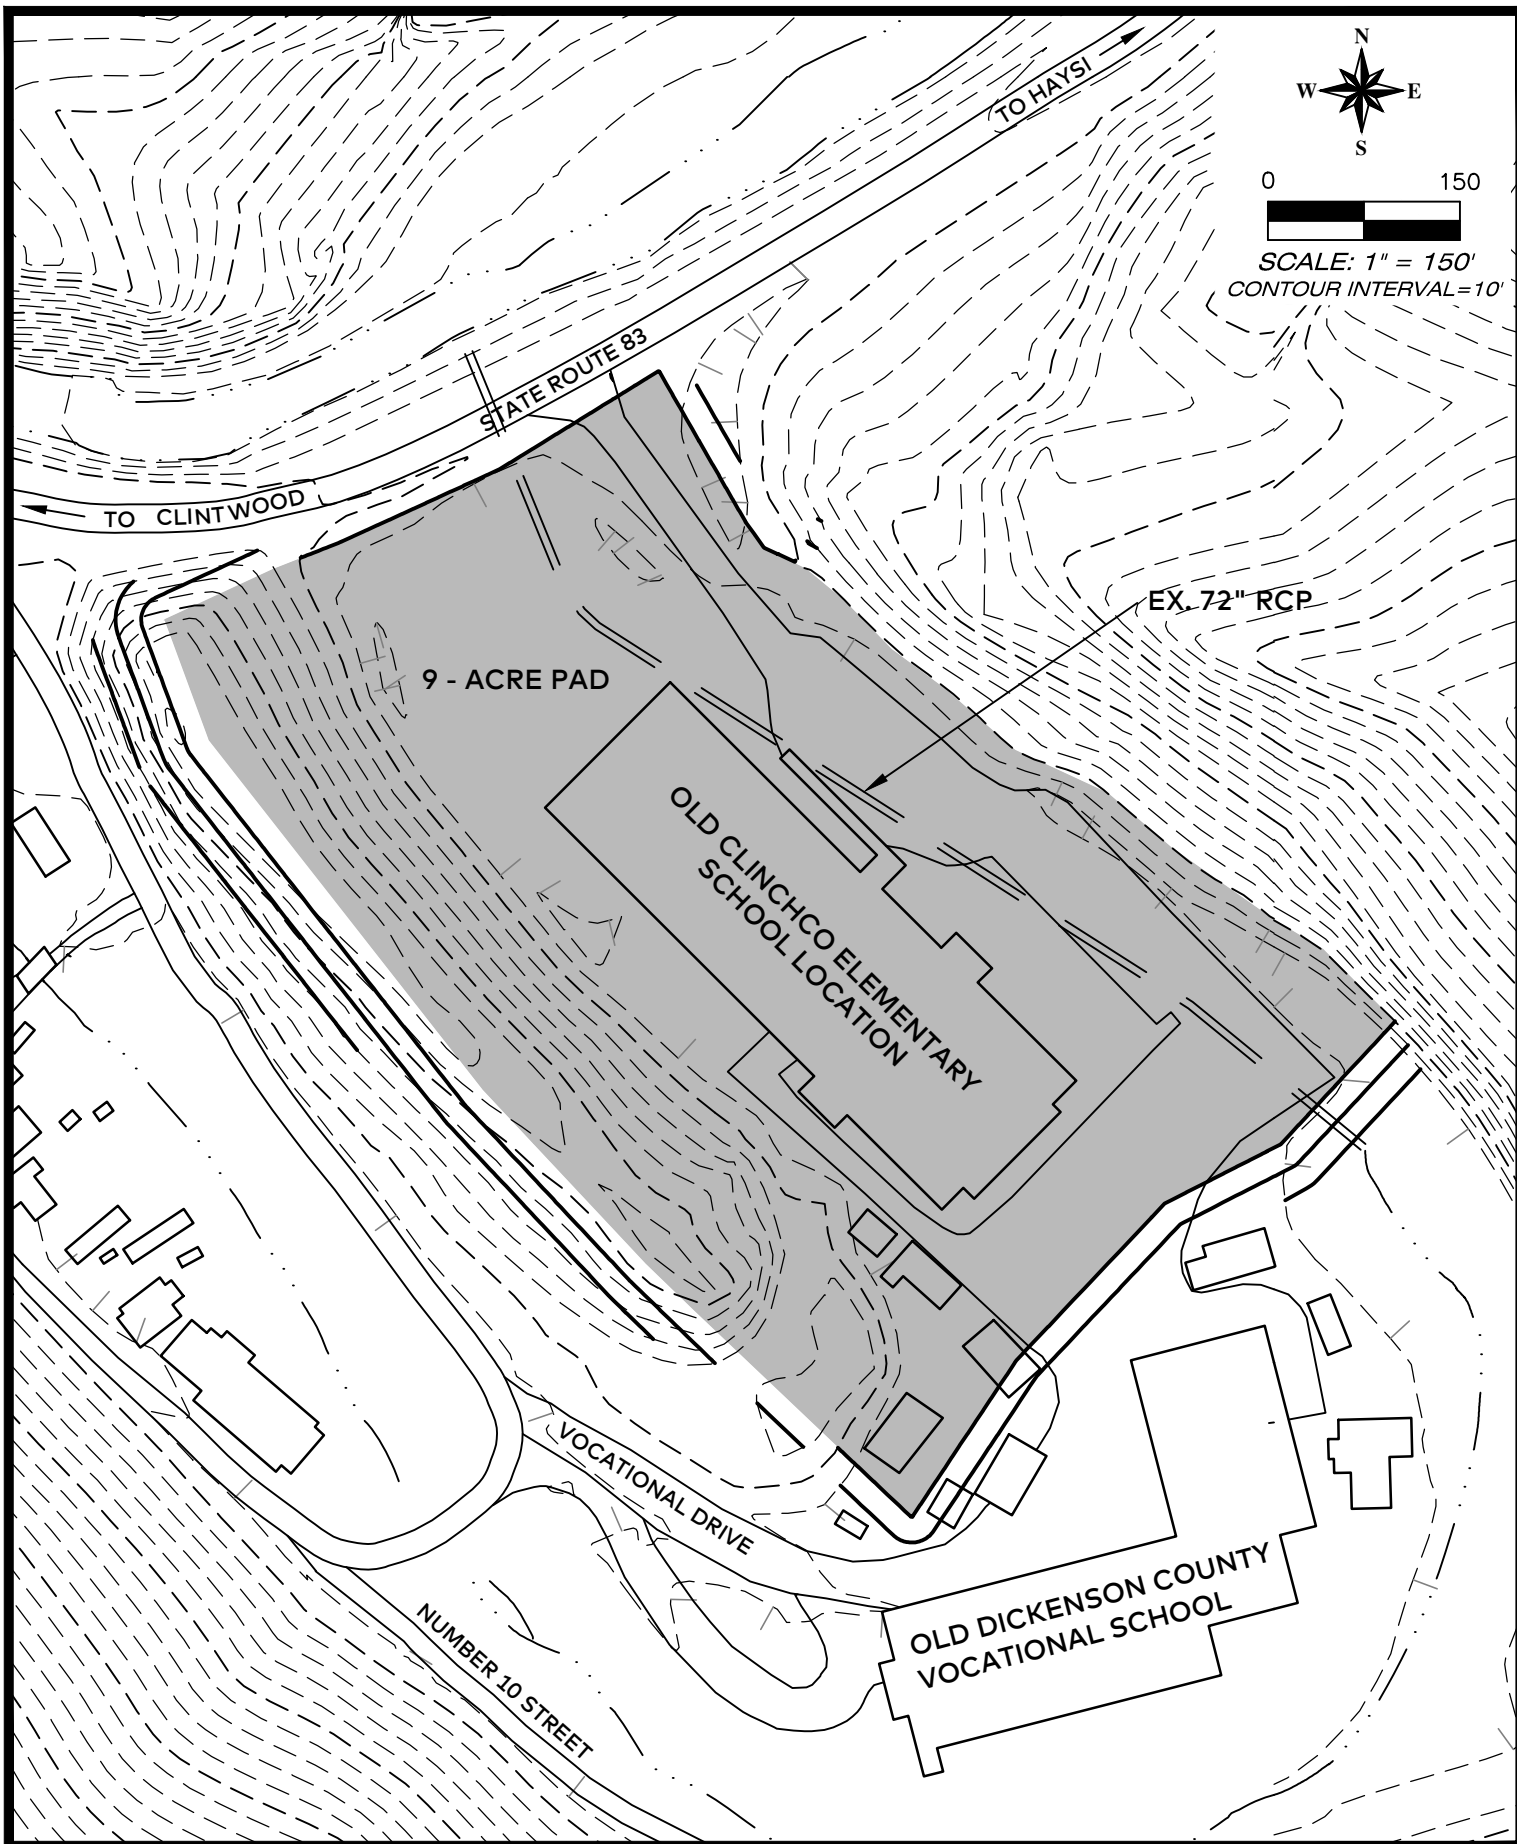 N
W E
S
0 150
SCALE: 1" = 150'
CONTOUR INTERVAL=10'
TO HAYSI
STATE ROUTE 83
TO CLINTWOOD
EX. 72" RCP
9 - ACRE PAD
OLD CLINCHCO ELEMENTARY
SCHOOL LOCATION
VOCATIONAL DRIVE
OLD DICKENSON COUNTY
VOCATIONAL SCHOOL
NUMBER 10 STREET